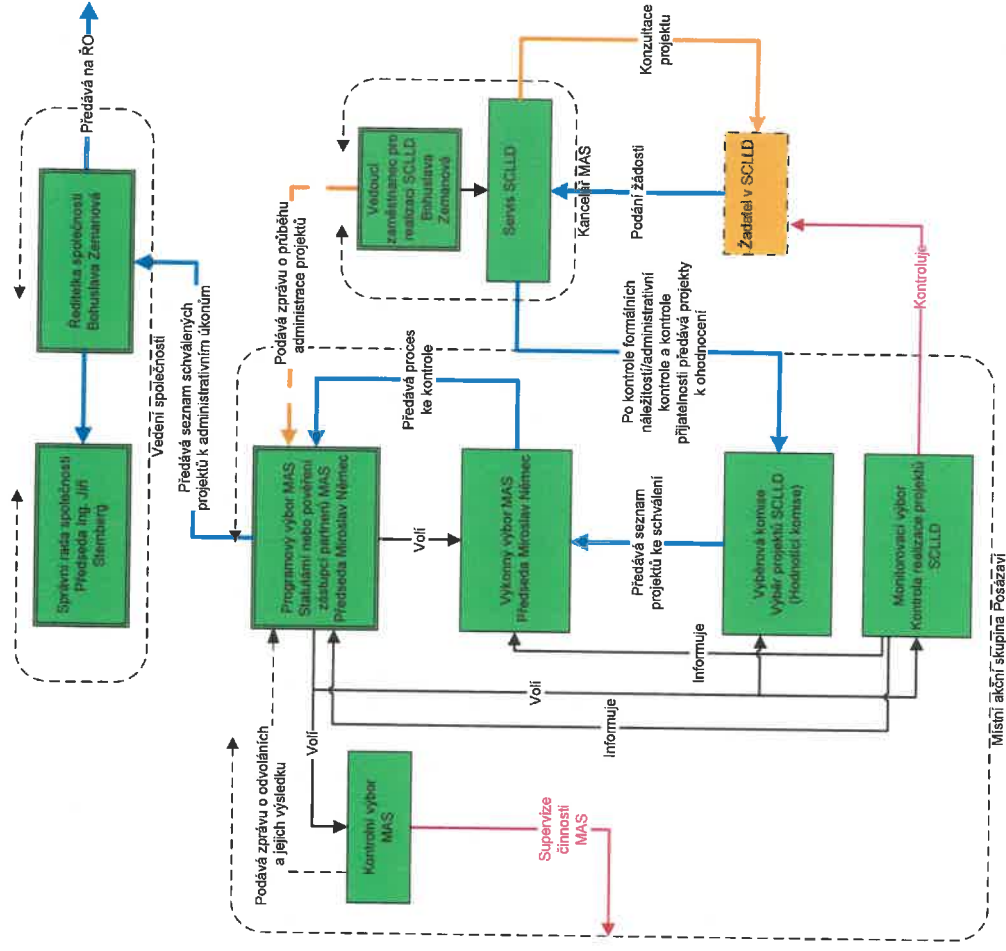 Správní rada společnosti
Předseda Ing. Jiří
Šternberg
Ředitelka společnosti
Bohuslava Zemanová
Předává na ŘO
Vedení společnosti
Předává seznam schválených
projektů k administrativním úkonům
Podává zprávu o průběhu
administrace projektů
Vedoucí
zaměstnanec pro
realizaci SCLLD
Bohuslava
Zemanová
Servis SCLLD
Kancelář MAS
Konzultace
projektu
Podání žádosti
Žadatel v SCLLD
Kontroluje
Podává zprávu o odvoláních
a jejich výsledku
Kontrolní výbor
MAS
Supervize
činnosti
MAS
Volí
Programový výbor MAS
Statutární nebo pověření
zástupci partnerů MAS
Předseda Miroslav Němec
Předává proces
ke kontrole
Volí
Výkonný výbor MAS
Předseda Miroslav Němec
Po kontrole formálních
náležitostí/administrativní
kontrole a kontrole
přijatelnosti předává projekty
k ohodnocení
Předává seznam
projektů ke schválení
Volí
Informuje
Informuje
Výběrová komise
Výběr projektů SCLLD
(Hodnotící komise)
Monitorovací výbor
Kontrola realizace projektů
SCLLD
Místní akční skupina Posázaví